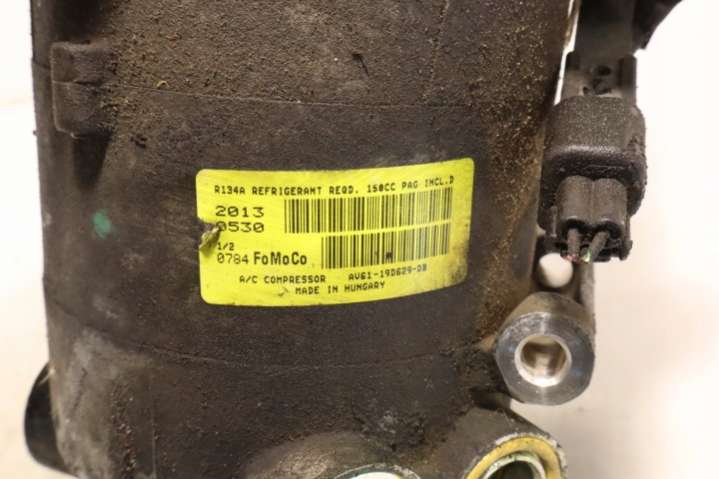 R134A REFRIGERANT REQD. 150CC PAG INCL.D
2013
0530
1/2
0784 FoMoCo
A/C COMPRESSOR AV61-19D629-DB
MADE IN HUNGARY